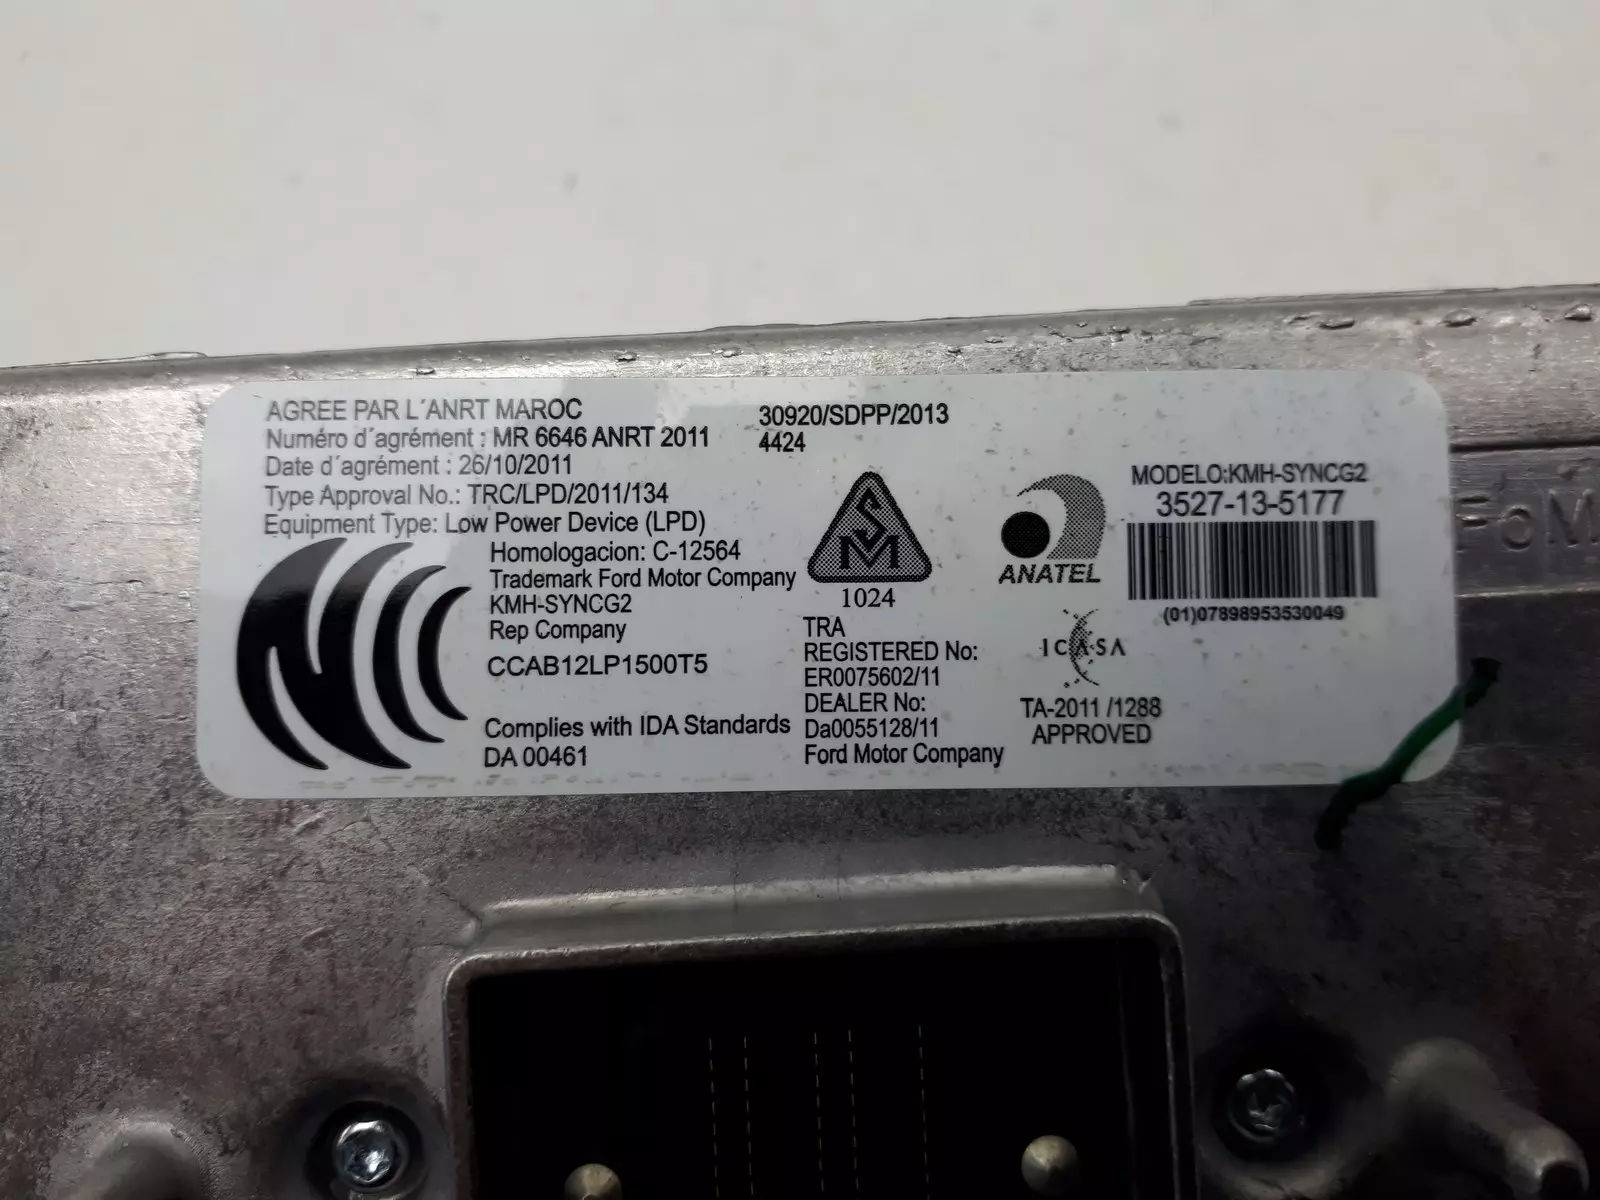 AGREE PAR L´ANRT MAROC
Numéro d´agrément : MR 6646 ANRT 2011
Date d´agrément : 26/10/2011
Type Approval No.: TRC/LPD/2011/134
Equipment Type: Low Power Device (LPD)
Homologacion: C-12564
Trademark Ford Motor Company
KMH-SYNCG2
Rep Company
CCAB12LP1500T5
Complies with IDA Standards
DA 00461
30920/SDPP/2013
4424
SM
1024
TRA
REGISTERED No:
ER0075602/11
DEALER No:
Da0055128/11
Ford Motor Company
ANATEL
ICASA
TA-2011 /1288
APPROVED
MODELO:KMH-SYNCG2
3527-13-5177
(01)07898953530049
FoM